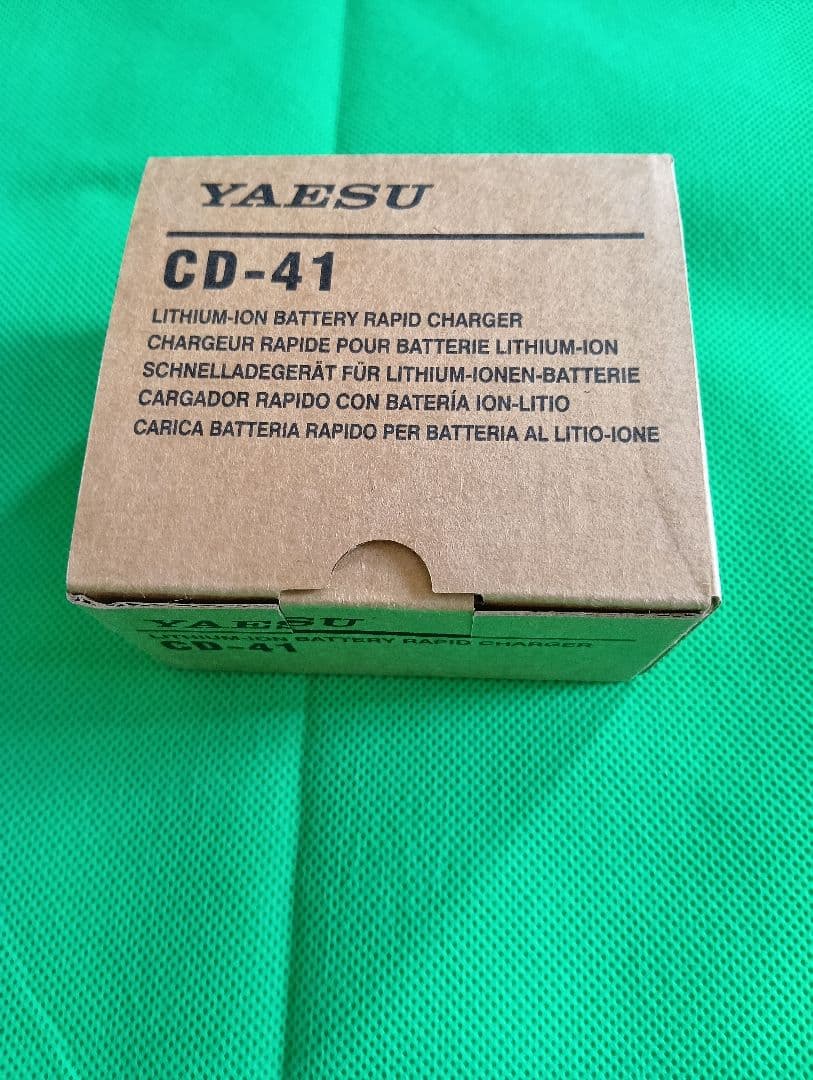 YAESU
CD-41
LITHIUM-ION BATTERY RAPID CHARGER
CHARGEUR RAPIDE POUR BATTERIE LITHIUM-ION
SCHNELLADEGERÄT FÜR LITHIUM-IONEN-BATTERIE
CARGADOR RAPIDO CON BATERÍA ION-LITIO
CARICA BATTERIA RAPIDO PER BATTERIA AL LITIO-IONE
YAESU
LITHIUM-ION BATTERY RAPID CHARGER
CD-41